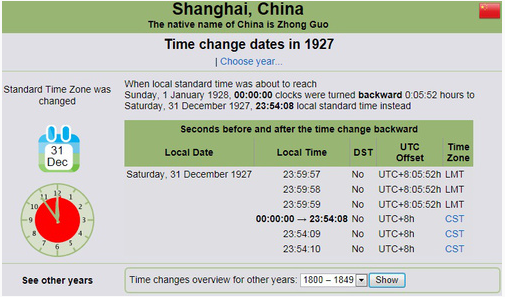 Shanghai, China
The native name of China is Zhong Guo
Time change dates in 1927
| Choose year...
Standard Time Zone was
changed
31
Dec
When local standard time was about to reach
Sunday, 1 January 1928, 00:00:00 clocks were turned backward 0:05:52 hours to
Saturday, 31 December 1927, 23:54:08 local standard time instead
Seconds before and after the time change backward
Local Date Local Time DST UTC Offset Time Zone
Saturday, 31 December 1927 23:59:57 No UTC+8:05:52h LMT
23:59:58 No UTC+8:05:52h LMT
23:59:59 No UTC+8:05:52h LMT
00:00:00 → 23:54:08 No UTC+8h CST
23:54:09 No UTC+8h CST
23:54:10 No UTC+8h CST
12
1
2
3
4
5
6
7
8
9
10
11
See other years
Time changes overview for other years: 1800 – 1849 Show